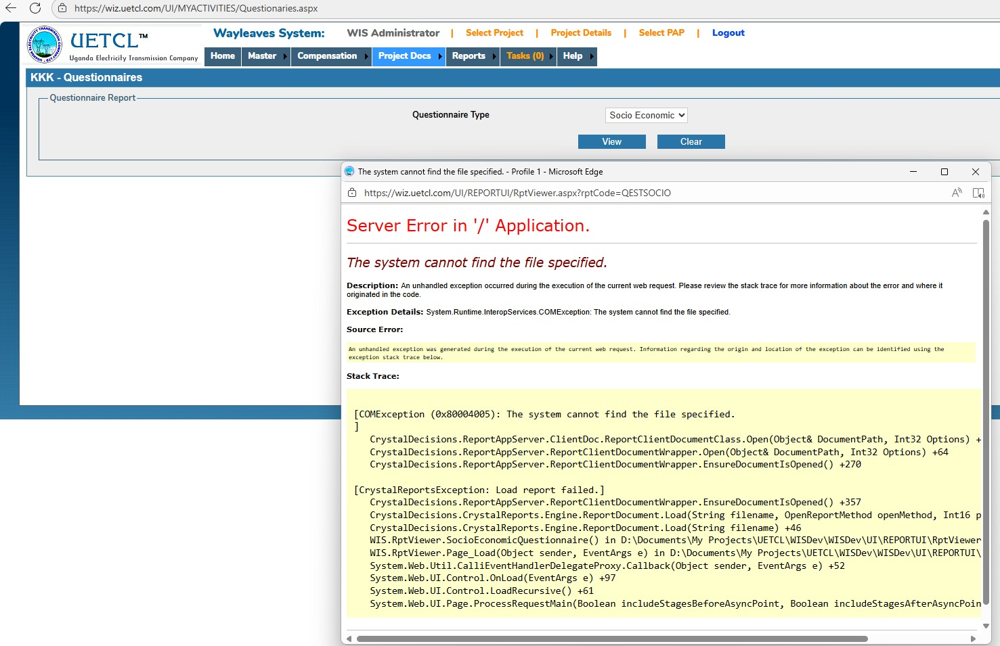 https://wiz.uetcl.com/UI/MYACTIVITIES/Questionaries.aspx
UETCL™
Uganda Electricity Transmission Company
Wayleaves System: WIS Administrator | Select Project | Project Details | Select PAP | Logout
Home Master Compensation Project Docs Reports Tasks (0) Help
KKK - Questionnaires
Questionnaire Report
Questionnaire Type Socio Economic
View Clear
The system cannot find the file specified. - Profile 1 - Microsoft Edge
https://wiz.uetcl.com/UI/REPORTUI/RptViewer.aspx?rptCode=QESTSOCIO
Server Error in '/' Application.
The system cannot find the file specified.
Description: An unhandled exception occurred during the execution of the current web request. Please review the stack trace for more information about the error and where it
originated in the code.
Exception Details: System.Runtime.InteropServices.COMException: The system cannot find the file specified.
Source Error:
An unhandled exception was generated during the execution of the current web request. Information regarding the origin and location of the exception can be identified using the
exception stack trace below.
Stack Trace:
[COMException (0x80004005): The system cannot find the file specified.
]
CrystalDecisions.ReportAppServer.ClientDoc.ReportClientDocumentClass.Open(Object& DocumentPath, Int32 Options) +
CrystalDecisions.ReportAppServer.ReportClientDocumentWrapper.Open(Object& DocumentPath, Int32 Options) +64
CrystalDecisions.ReportAppServer.ReportClientDocumentWrapper.EnsureDocumentIsOpened() +270
[CrystalReportsException: Load report failed.]
CrystalDecisions.ReportAppServer.ReportClientDocumentWrapper.EnsureDocumentIsOpened() +357
CrystalDecisions.CrystalReports.Engine.ReportDocument.Load(String filename, OpenReportMethod openMethod, Int16 p
CrystalDecisions.CrystalReports.Engine.ReportDocument.Load(String filename) +46
WIS.RptViewer.SocioEconomicQuestionnaire() in D:\Documents\My Projects\UETCL\WISDev\WISDev\UI\REPORTUI\RptViewer
WIS.RptViewer.Page_Load(Object sender, EventArgs e) in D:\Documents\My Projects\UETCL\WISDev\WISDev\UI\REPORTUI\
System.Web.Util.CalliEventHandlerDelegateProxy.Callback(Object sender, EventArgs e) +52
System.Web.UI.Control.OnLoad(EventArgs e) +97
System.Web.UI.Control.LoadRecursive() +61
System.Web.UI.Page.ProcessRequestMain(Boolean includeStagesBeforeAsyncPoint, Boolean includeStagesAfterAsyncPoin